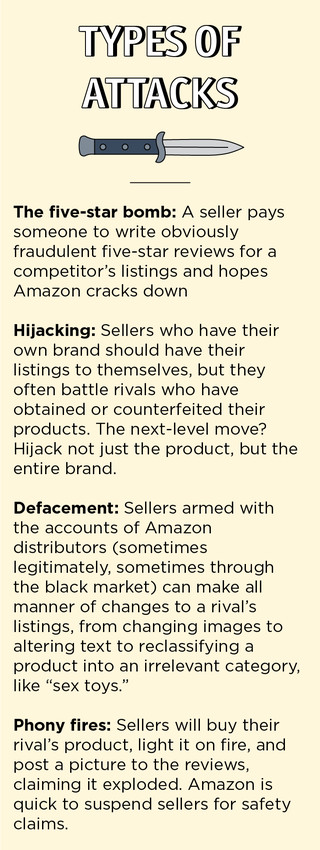 TYPES OF
ATTACKS
The five-star bomb: A seller pays
someone to write obviously
fraudulent five-star reviews for a
competitor's listings and hopes
Amazon cracks down
Hijacking: Sellers who have their
own brand should have their
listings to themselves, but they
often battle rivals who have
obtained or counterfeited their
products. The next-level move?
Hijack not just the product, but the
entire brand.
Defacement: Sellers armed with
the accounts of Amazon
distributors (sometimes
legitimately, sometimes through
the black market) can make all
manner of changes to a rival's
listings, from changing images to
altering text to reclassifying a
product into an irrelevant category,
like “sex toys.”
Phony fires: Sellers will buy their
rival's product, light it on fire, and
post a picture to the reviews,
claiming it exploded. Amazon is
quick to suspend sellers for safety
claims.